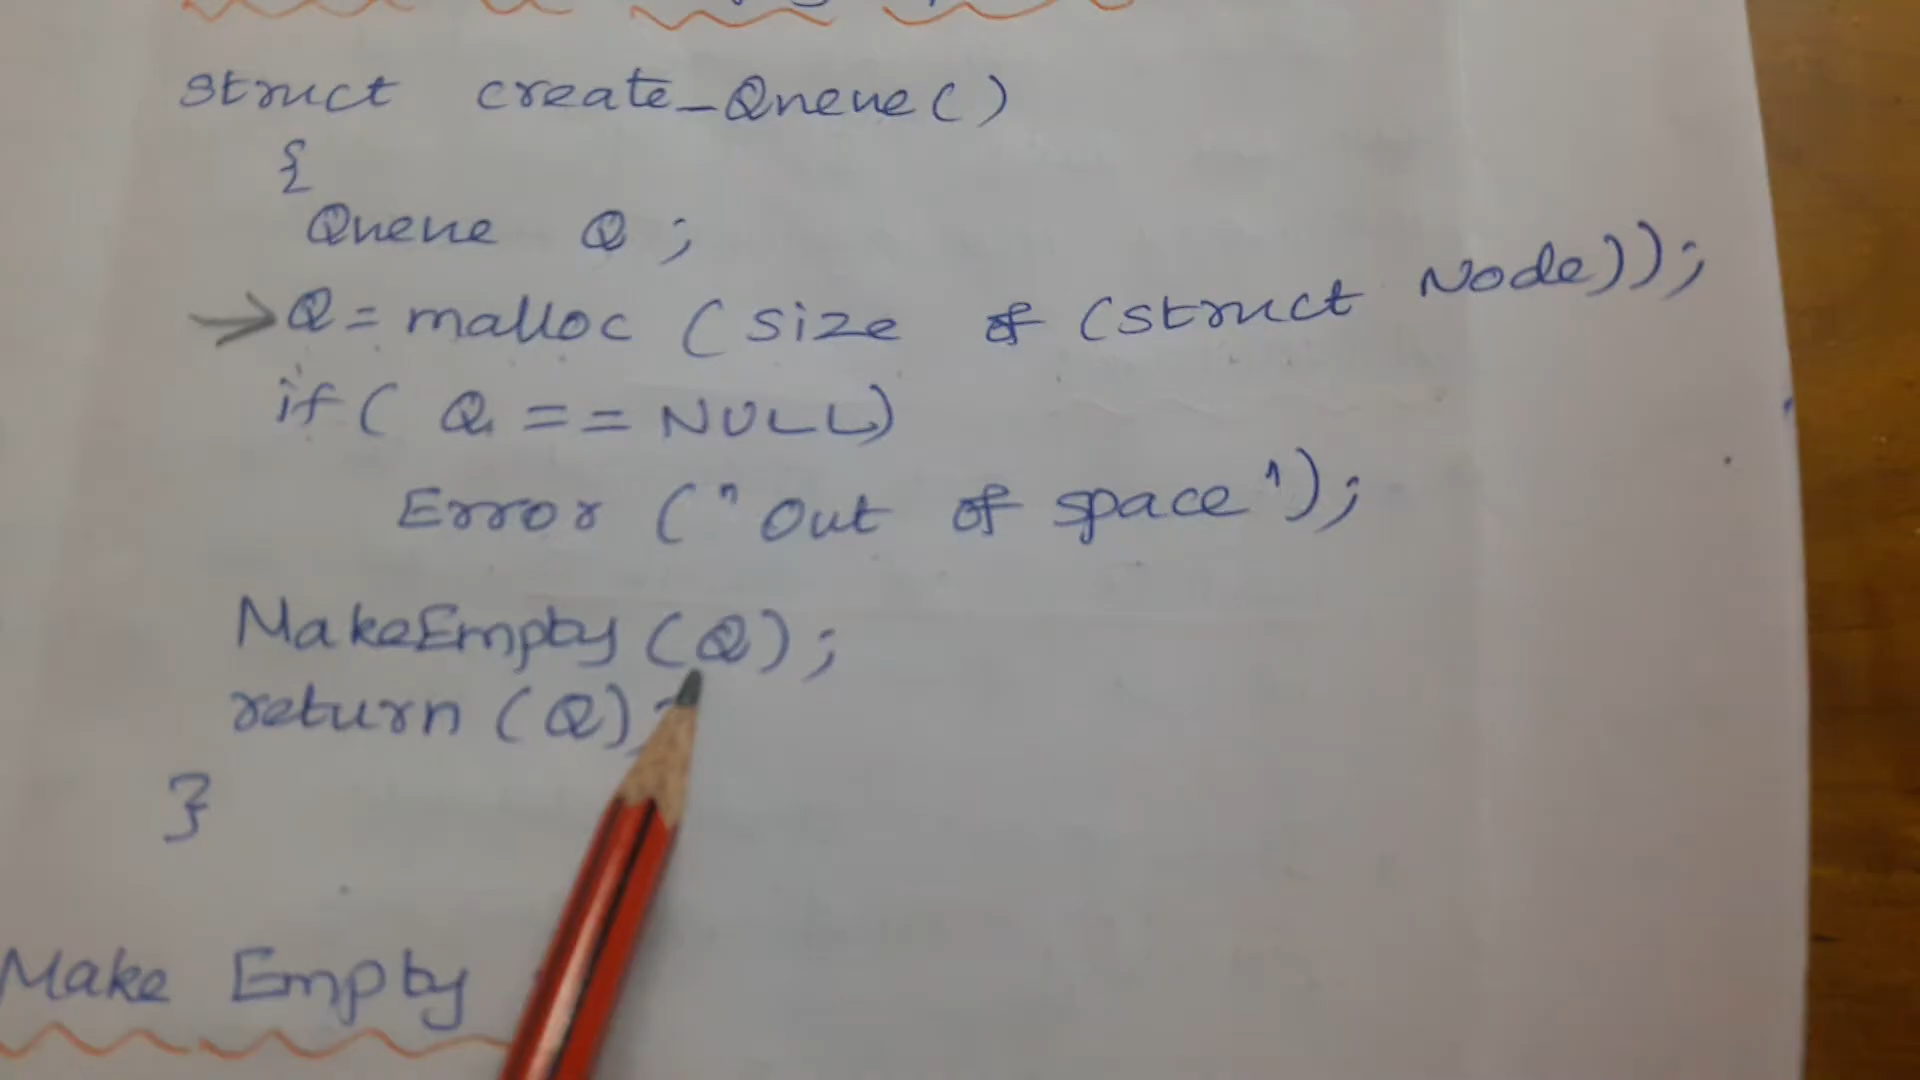 struct create_Queue()
{
Queue Q;
→Q = malloc (size of (struct Node));
if( Q == NULL)
Error ("Out of space");
MakeEmpty (Q);
return (Q)
}
Make Empty